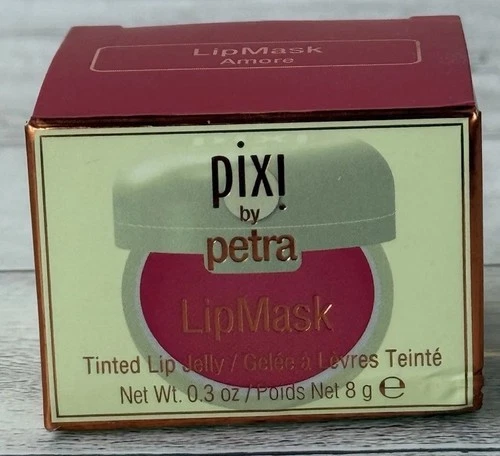 LipMask
Amore
pixi
by
petra
LipMask
Tinted Lip Jelly / Gelée à Lèvres Teinté
Net Wt. 0.3 oz / Poids Net 8 g ℮